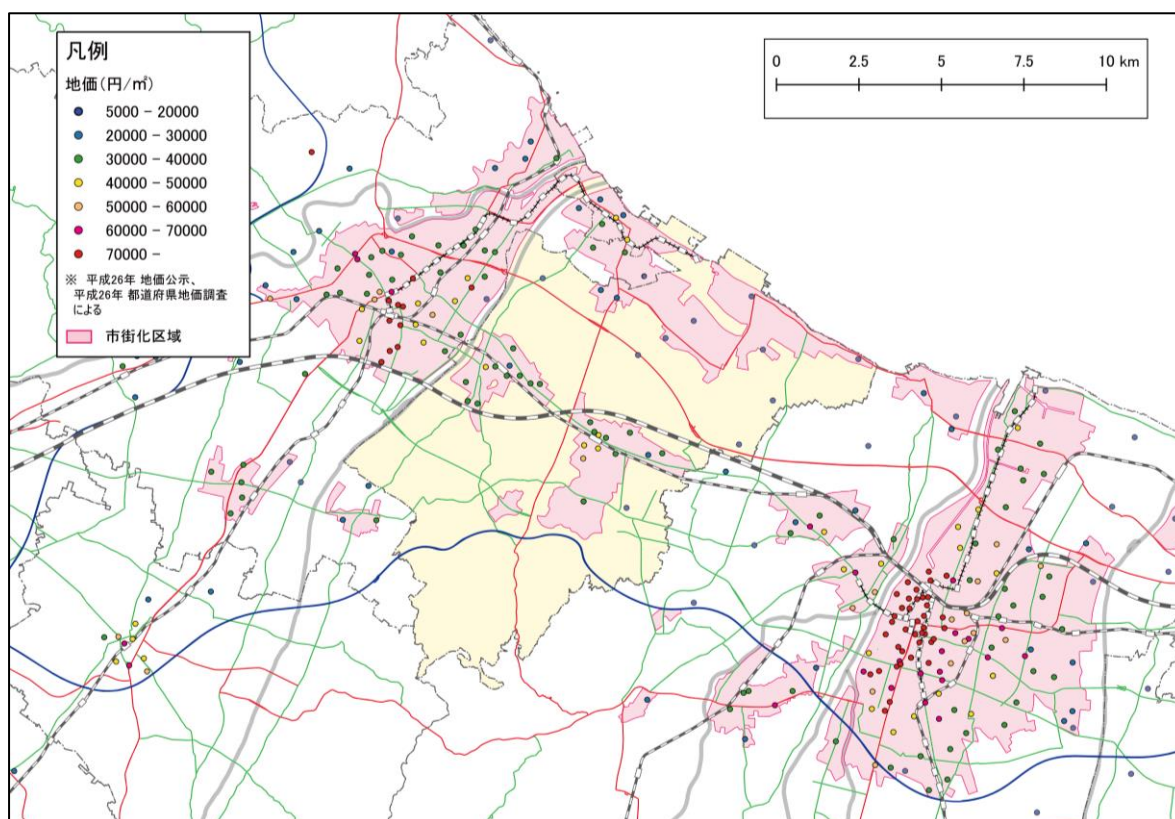 凡例
地価(円/㎡)
5000 - 20000
20000 - 30000
30000 - 40000
40000 - 50000
50000 - 60000
60000 - 70000
70000 -
※ 平成26年 地価公示、
平成26年 都道府県地価調査
による
市街化区域
0 2.5 5 7.5 10 km